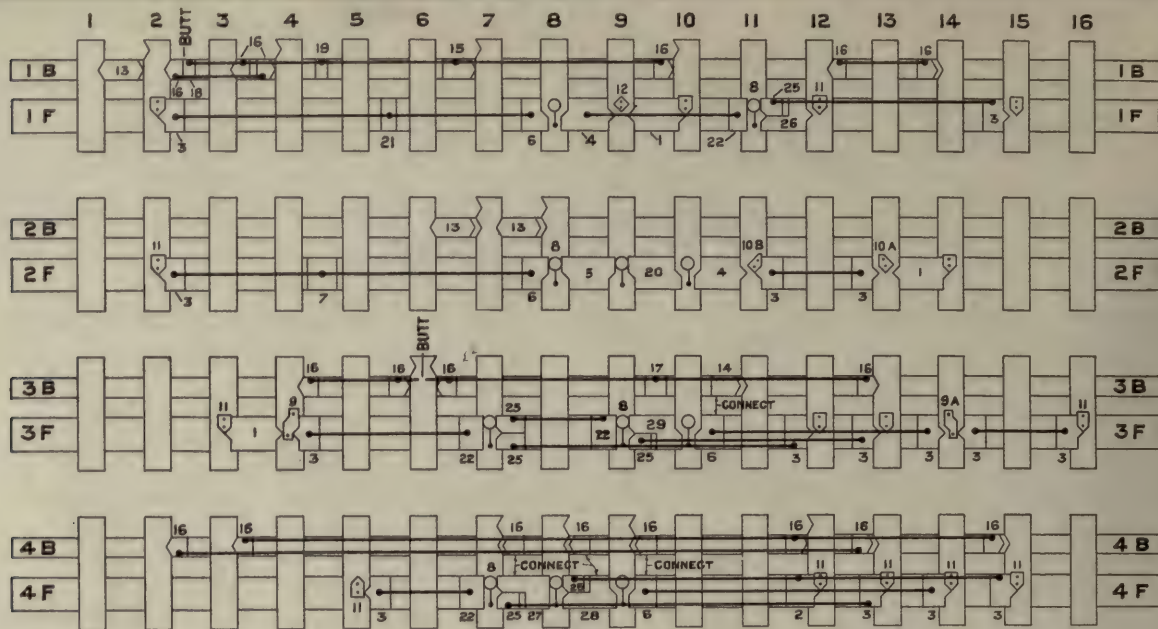 1 2 3 4 5 6 7 8 9 10 11 12 13 14 15 16
BUTT
16 19 15 16 16 16
1 B 13 1 B
16 18
12 8 25 11
1 F 1 F
3 21 6 4 1 22 26 3
2 B 13 13 2 B
11 8 10 B 10 A
2 F 5 20 4 1 2 F
3 7 6 3 3
BUTT
16 16 16 17 14 16
3 B 3 B
CONNECT
11 9 25 8 9 A 11
3 F 1 22 29 3 F
3 22 25 25 6 3 3 3 3 3
16 16 16 16 16 16 16 16
4 B 4 B
CONNECT CONNECT
8 11 11 11 11
4 F 25 4 F
11 3 22 25 27 28 6 2 3 3 3